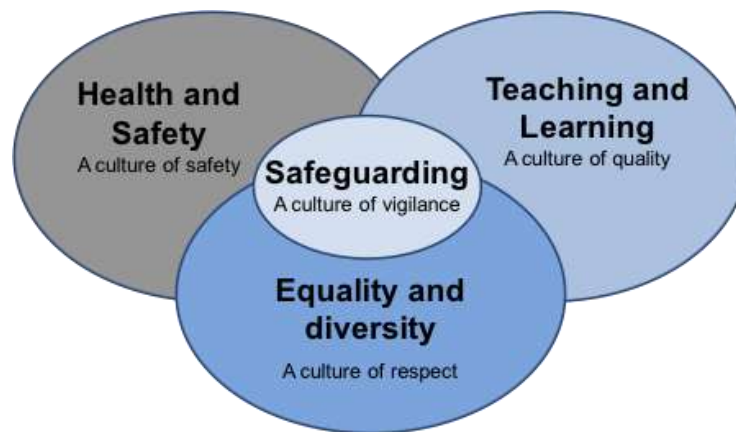 Health and
Safety
A culture of safety
Teaching and
Learning
A culture of quality
Safeguarding
A culture of vigilance
Equality and
diversity
A culture of respect